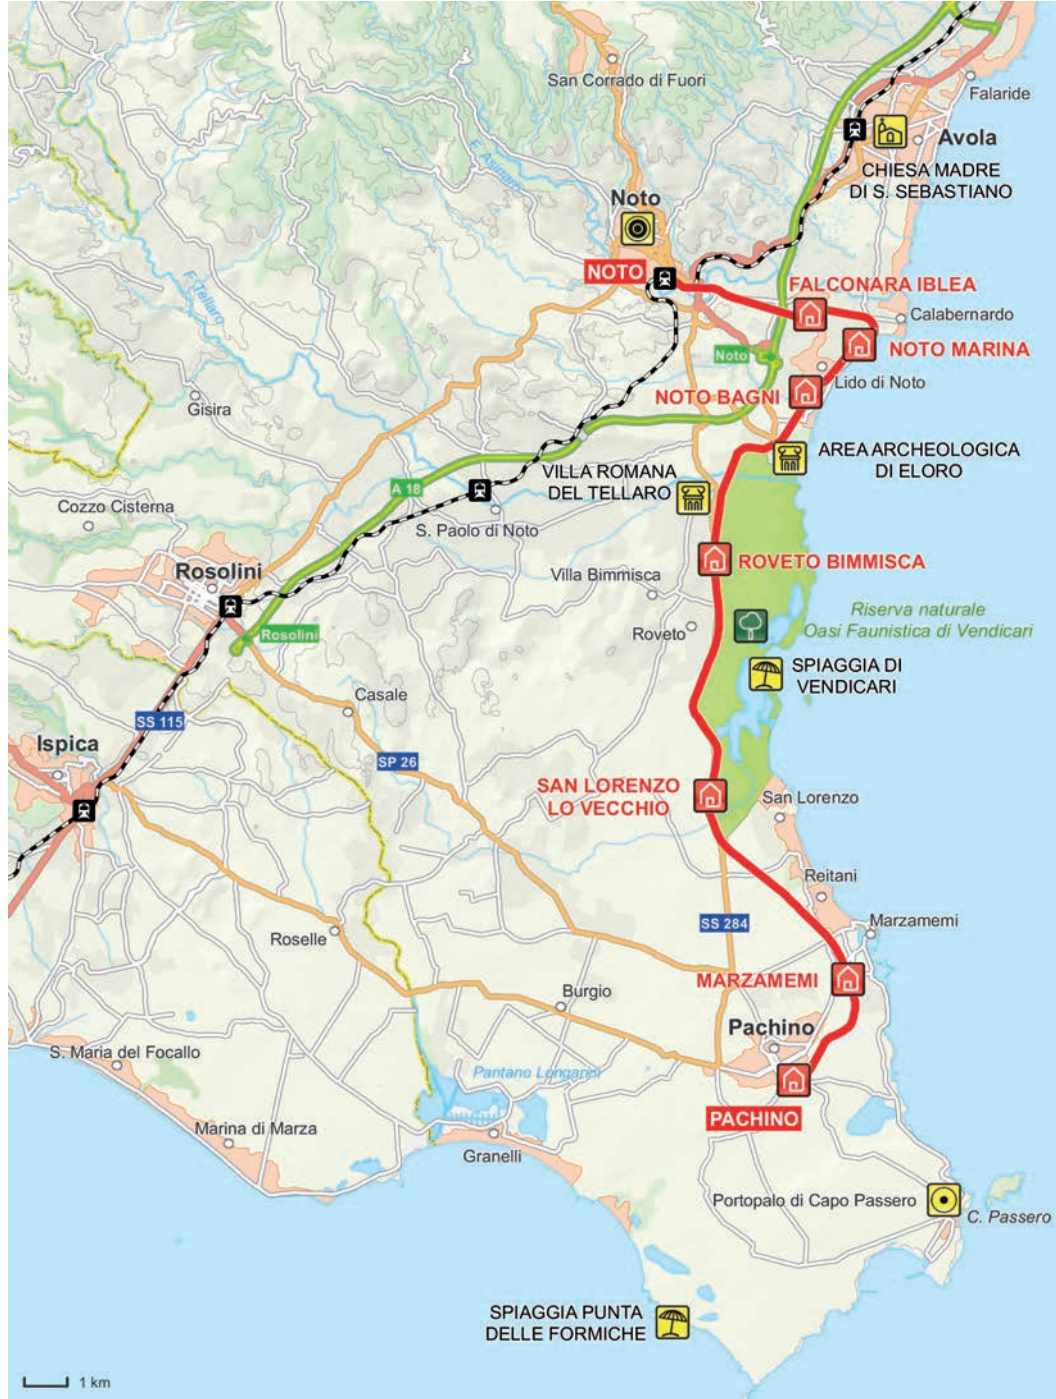 San Corrado di Fuori
Falaride
Avola
CHIESA MADRE
DI S. SEBASTIANO
F. Asinaro
Noto
NOTO
F. Tellaro
FALCONARA IBLEA
Calabernardo
NOTO MARINA
Noto
Lido di Noto
NOTO BAGNI
Gisira
AREA ARCHEOLOGICA
DI ELORO
VILLA ROMANA
DEL TELLARO
A 18
Cozzo Cisterna
S. Paolo di Noto
ROVETO BIMMISCA
Rosolini
Villa Bimmisca
Riserva naturale
Oasi Faunistica di Vendicari
Rosolini
Roveto
SPIAGGIA DI
VENDICARI
Casale
SS 115
Ispica
SP 26
SAN LORENZO
LO VECCHIO
San Lorenzo
Reitani
Marzamemi
SS 284
Roselle
MARZAMEMI
Burgio
Pachino
S. Maria del Focallo
Pantano Longarini
PACHINO
Marina di Marza
Granelli
Portopalo di Capo Passero
C. Passero
SPIAGGIA PUNTA
DELLE FORMICHE
1 km